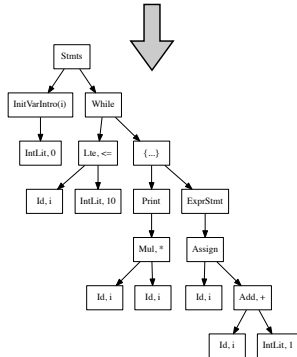 Stmts
InitVarIntro(i)
While
IntLit, 0
Lte, <=
{...}
Id, i
IntLit, 10
Print
ExprStmt
Mul, *
Assign
Id, i
Id, i
Id, i
Add, +
Id, i
IntLit, 1